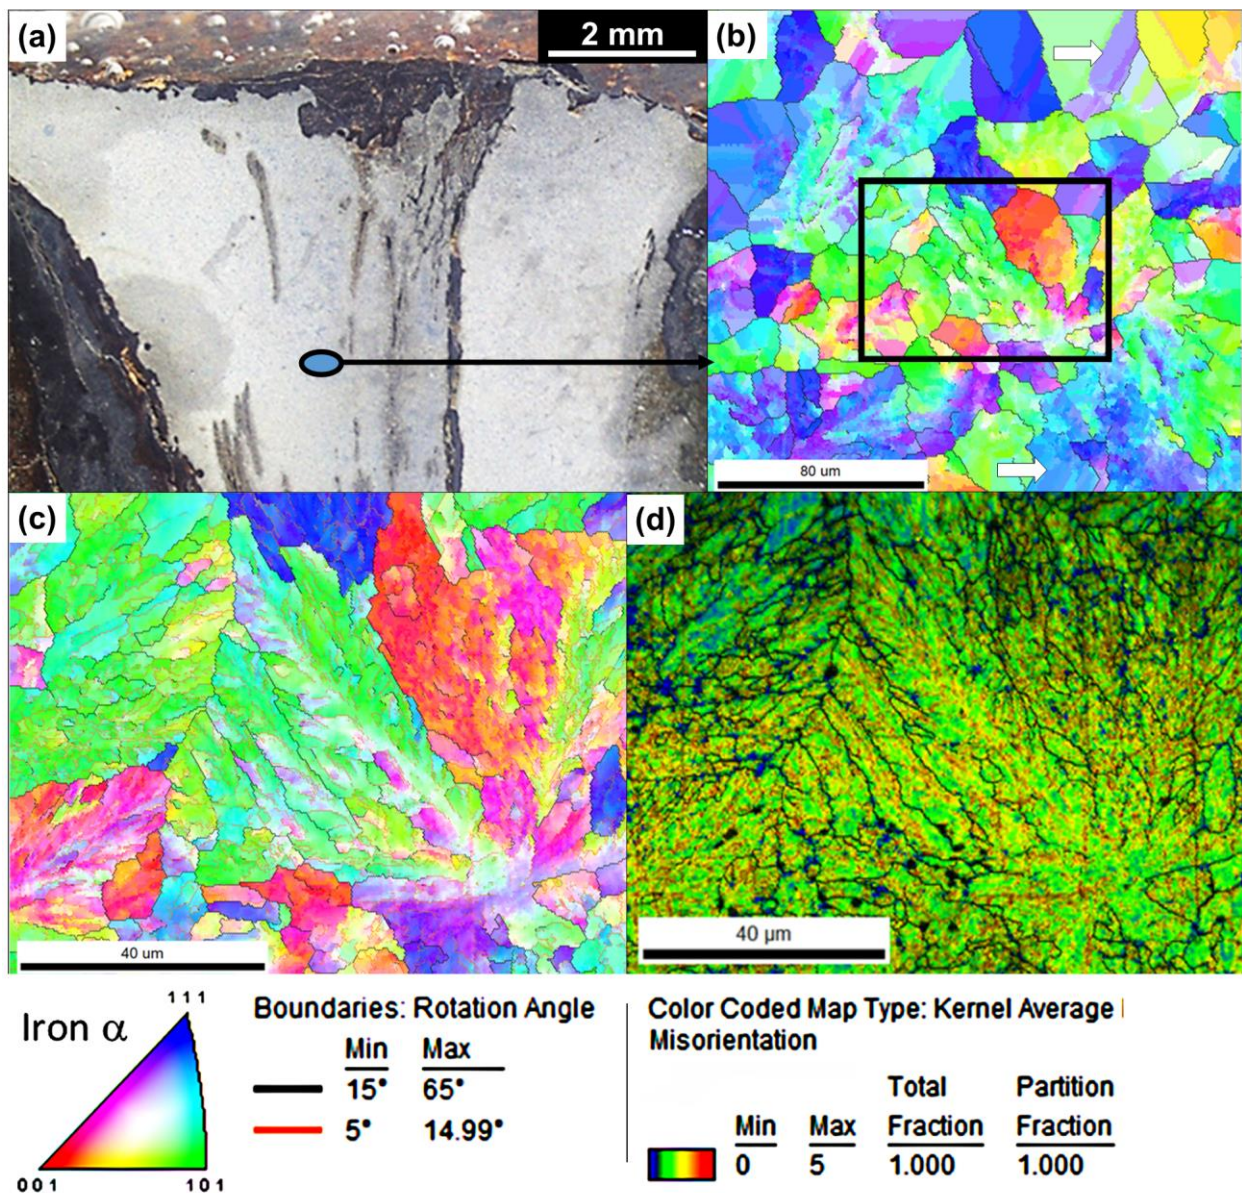 (a)
2 mm
(b)
80 um
(c)
40 um
(d)
40 μm
Iron α
1 1 1
0 0 1
1 0 1
Boundaries: Rotation Angle
Min Max
15° 65°
5° 14.99°
Color Coded Map Type: Kernel Average
Misorientation
Total Partition
Min Max Fraction Fraction
0 5 1.000 1.000